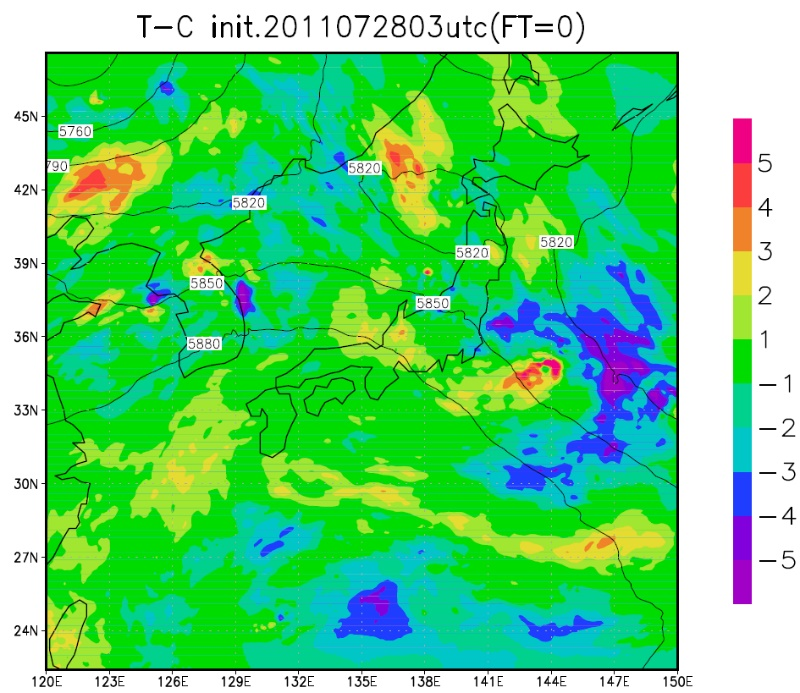 T-C init.2011072803utc(FT=0)
45N
42N
39N
36N
33N
30N
27N
24N
120E 123E 126E 129E 132E 135E 138E 141E 144E 147E 150E
5760
790
5820
5820
5820
5820
5850
5850
5880
5
4
3
2
1
-1
-2
-3
-4
-5